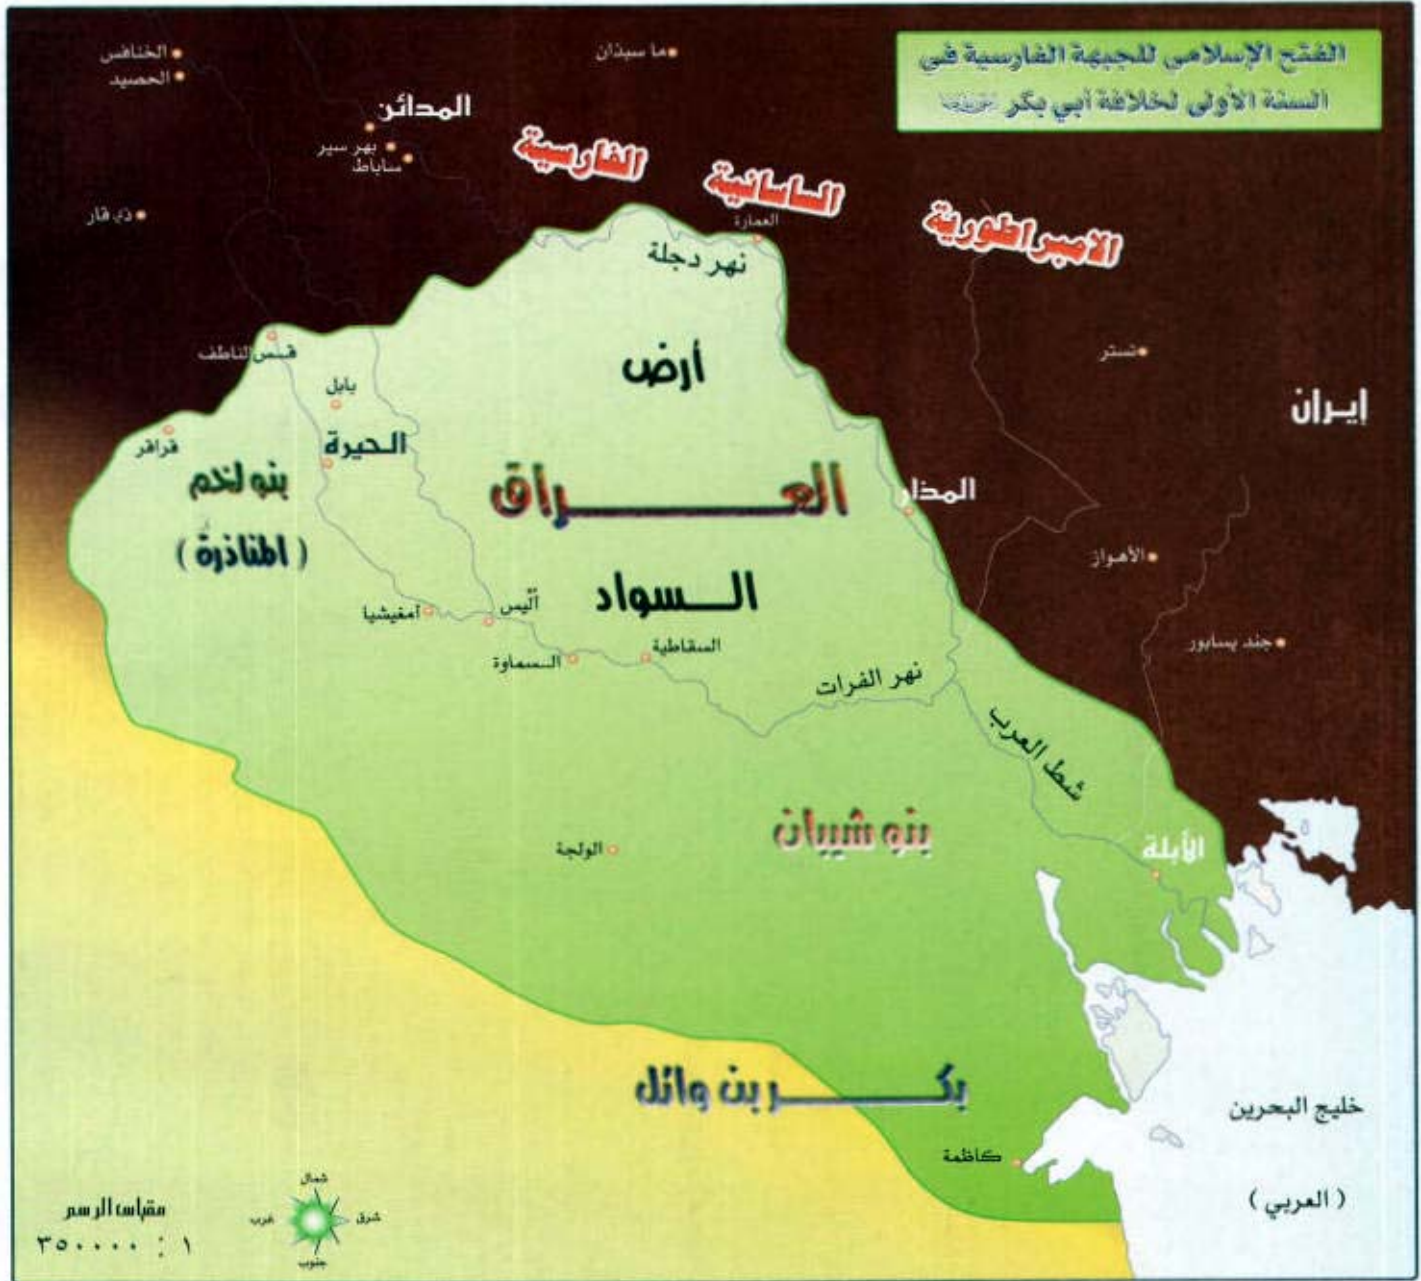 الفتح الإسلامي للجبهة الفارسية في
السنة الأولى لخلافة أبي بكر
الخنافس
الحصيد
ما سبذان
المدائن
بهر سير
ساباط
ذي قار
الامبراطورية الساسانية الفارسية
العمارة
نهر دجلة
قس الناطف
بابل
أرض
تستر
إيران
قراقر
الحيرة
بنو لخم
(المناذرة)
العراق
المذار
الأهواز
السواد
أمغيشيا
أليس
السماوة
السقاطية
جند يسابور
نهر الفرات
شط العرب
بنو شيبان
الولجة
الأبلة
بكر بن وائل
خليج البحرين
(العربي)
كاظمة
مقياس الرسم
١ : ٣٥٠٠٠٠٠
شمال
شرق
غرب
جنوب